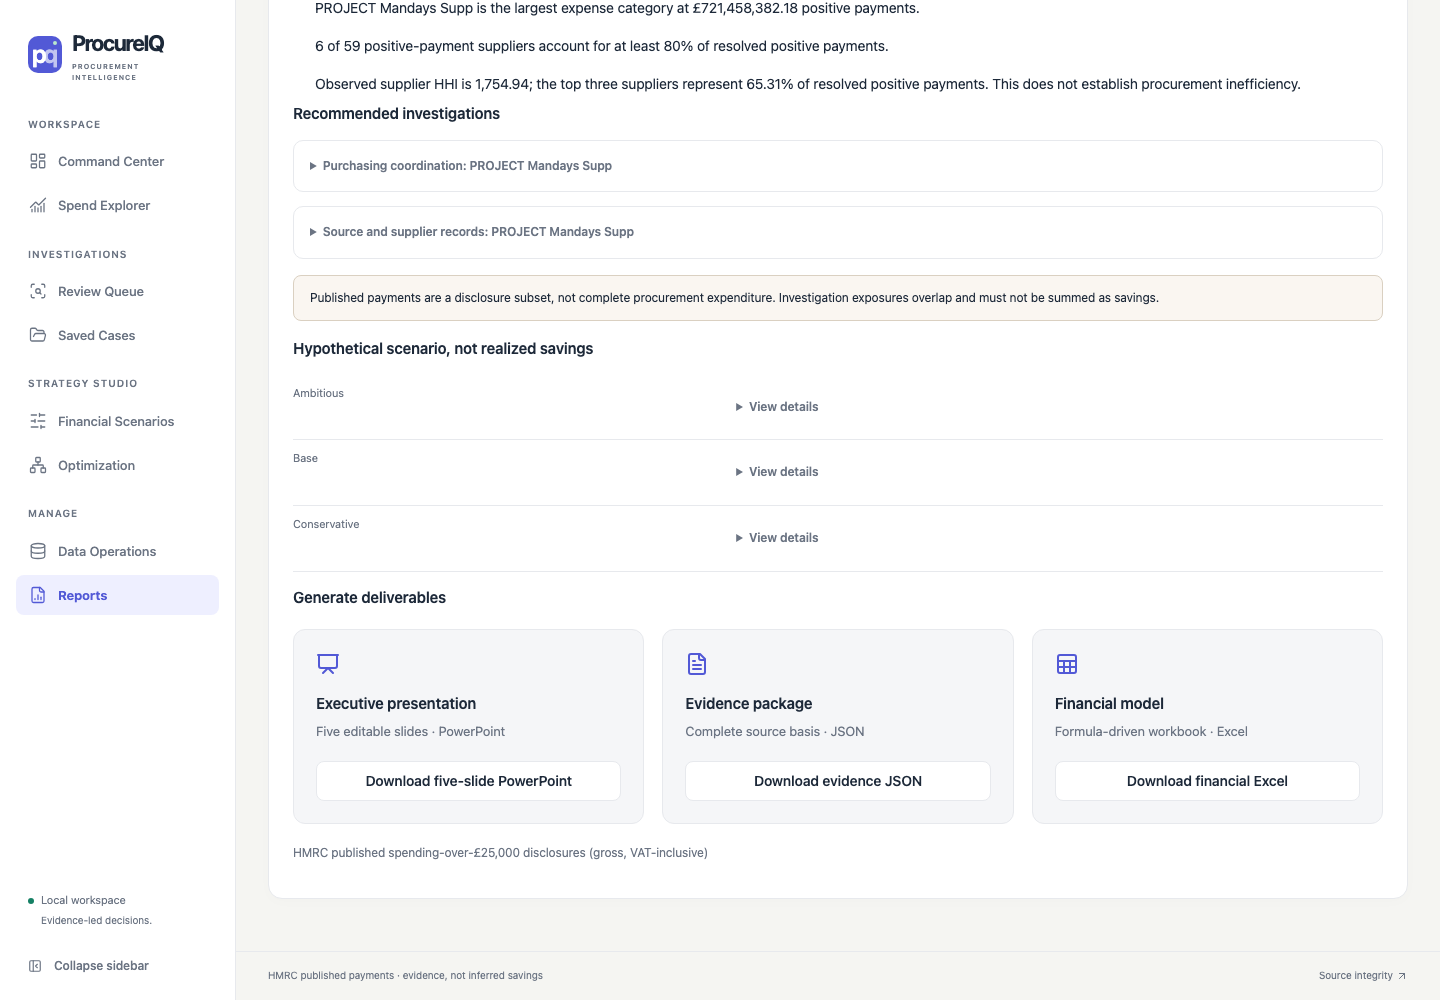 pq
ProcureIQ
PROCUREMENT
INTELLIGENCE
WORKSPACE
Command Center
Spend Explorer
INVESTIGATIONS
Review Queue
Saved Cases
STRATEGY STUDIO
Financial Scenarios
Optimization
MANAGE
Data Operations
Reports
Local workspace
Evidence-led decisions.
Collapse sidebar
PROJECT Mandays Supp is the largest expense category at £721,458,382.18 positive payments.
6 of 59 positive-payment suppliers account for at least 80% of resolved positive payments.
Observed supplier HHI is 1,754.94; the top three suppliers represent 65.31% of resolved positive payments. This does not establish procurement inefficiency.
Recommended investigations
Purchasing coordination: PROJECT Mandays Supp
Source and supplier records: PROJECT Mandays Supp
Published payments are a disclosure subset, not complete procurement expenditure. Investigation exposures overlap and must not be summed as savings.
Hypothetical scenario, not realized savings
Ambitious
View details
Base
View details
Conservative
View details
Generate deliverables
Executive presentation
Five editable slides · PowerPoint
Download five-slide PowerPoint
Evidence package
Complete source basis · JSON
Download evidence JSON
Financial model
Formula-driven workbook · Excel
Download financial Excel
HMRC published spending-over-£25,000 disclosures (gross, VAT-inclusive)
HMRC published payments · evidence, not inferred savings
Source integrity